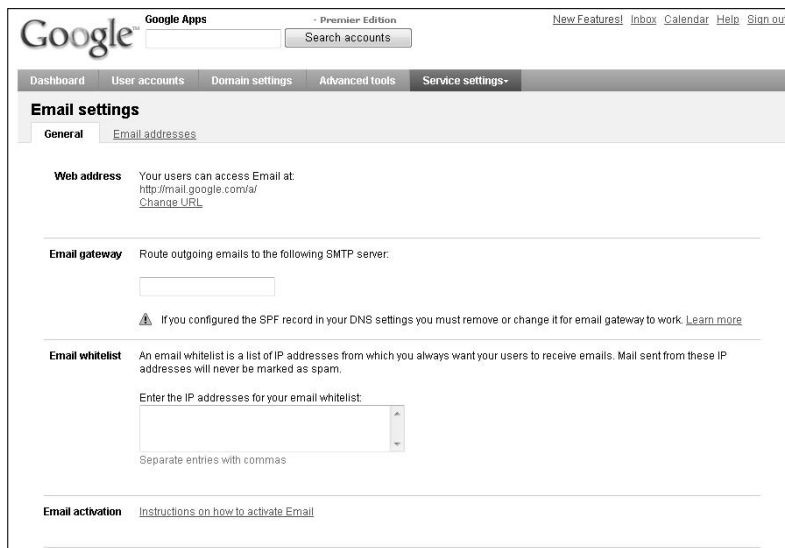 Google™
Google Apps - Premier Edition
Search accounts
New Features! Inbox Calendar Help Sign out
Dashboard User accounts Domain settings Advanced tools Service settings
Email settings
General Email addresses
Web address Your users can access Email at:
http://mail.google.com/a/
Change URL
Email gateway Route outgoing emails to the following SMTP server:
If you configured the SPF record in your DNS settings you must remove or change it for email gateway to work. Learn more
Email whitelist An email whitelist is a list of IP addresses from which you always want your users to receive emails. Mail sent from these IP
addresses will never be marked as spam.
Enter the IP addresses for your email whitelist:
Separate entries with commas
Email activation Instructions on how to activate Email